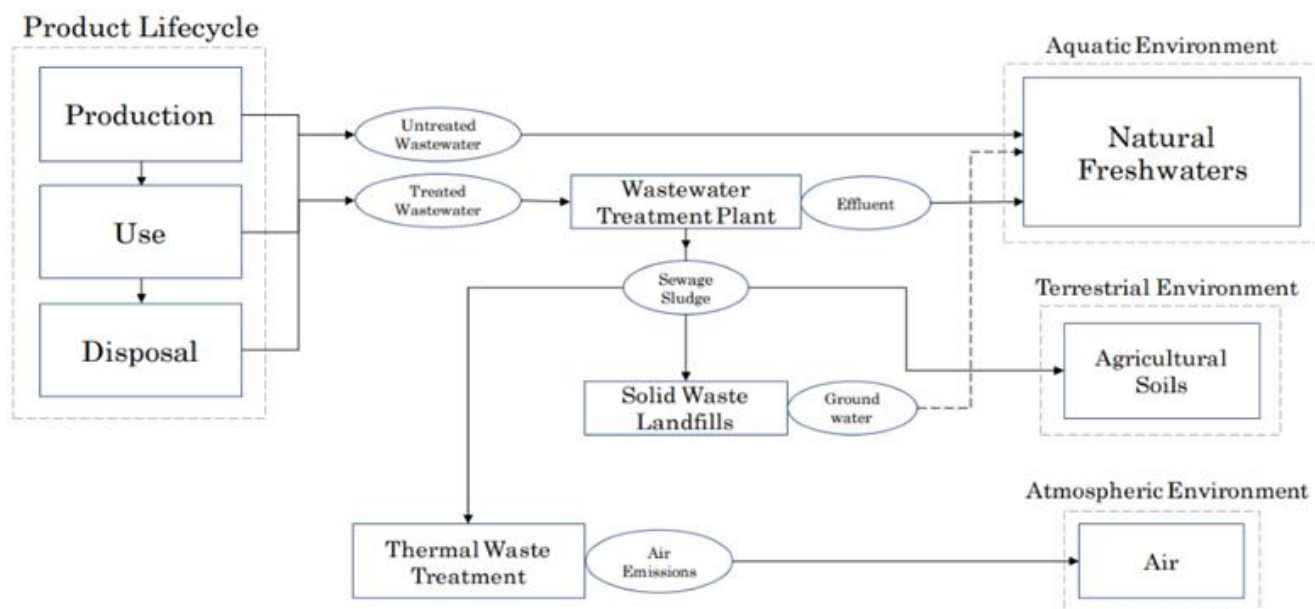 Product Lifecycle
Production
Use
Disposal
Untreated
Wastewater
Treated
Wastewater
Wastewater
Treatment Plant
Effluent
Sewage
Sludge
Solid Waste
Landfills
Ground
water
Thermal Waste
Treatment
Air
Emissions
Aquatic Environment
Natural
Freshwaters
Terrestrial Environment
Agricultural
Soils
Atmospheric Environment
Air